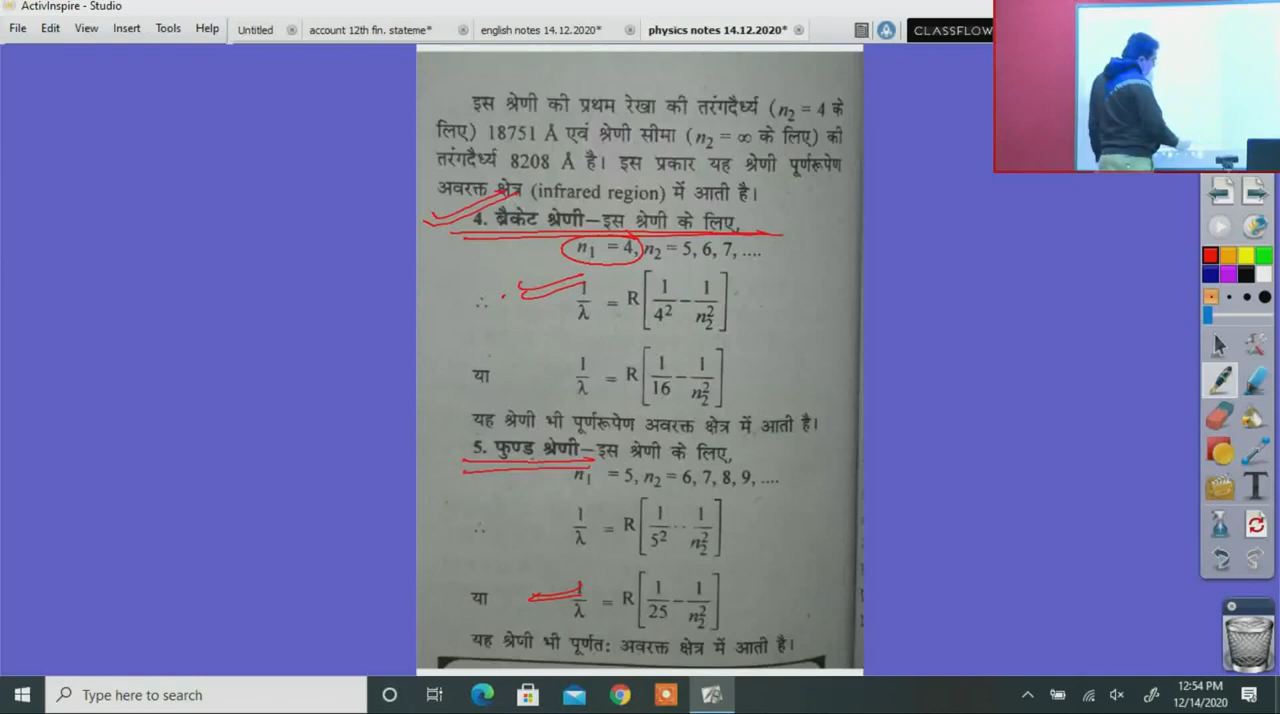 ActivInspire - Studio
File Edit View Insert Tools Help Untitled account 12th fin. stateme* english notes 14.12.2020* physics notes 14.12.2020* CLASSFLOW
इस श्रेणी की प्रथम रेखा की तरंगदैर्ध्य (n₂ = 4 के
लिए) 18751 Å एवं श्रेणी सीमा (n₂ = ∞ के लिए) की
तरंगदैर्ध्य 8208 Å है। इस प्रकार यह श्रेणी पूर्णरूपेण
अवरक्त क्षेत्र (infrared region) में आती है।
4. ब्रैकेट श्रेणी–इस श्रेणी के लिए,
n₁ = 4, n₂ = 5, 6, 7, ....
∴ 1/λ = R[1/4² − 1/n₂²]
या 1/λ = R[1/16 − 1/n₂²]
यह श्रेणी भी पूर्णरूपेण अवरक्त क्षेत्र में आती है।
5. फुण्ड श्रेणी–इस श्रेणी के लिए,
n₁ = 5, n₂ = 6, 7, 8, 9, ....
∴ 1/λ = R[1/5² ·· 1/n₂²]
या 1/λ = R[1/25 − 1/n₂²]
यह श्रेणी भी पूर्णत: अवरक्त क्षेत्र में आती है।
Type here to search
12:54 PM
12/14/2020